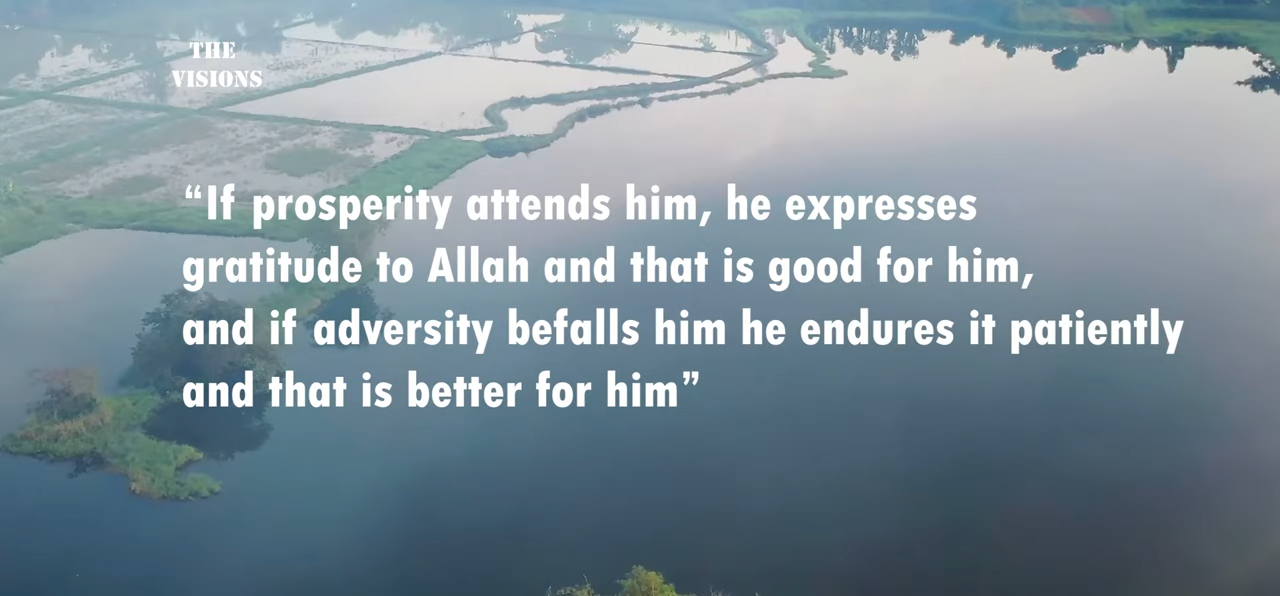 THE
VISIONS
“If prosperity attends him, he expresses
gratitude to Allah and that is good for him,
and if adversity befalls him he endures it patiently
and that is better for him”